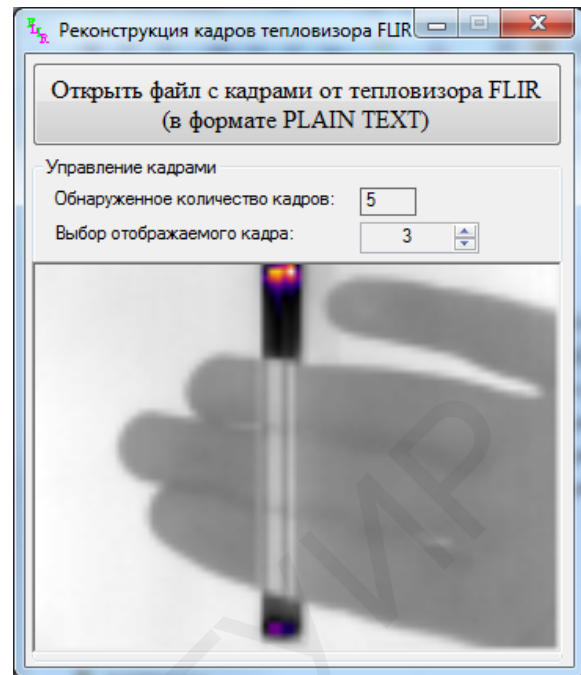 Реконструкция кадров тепловизора FLIR
Открыть файл с кадрами от тепловизора FLIR
(в формате PLAIN TEXT)
Управление кадрами
Обнаруженное количество кадров: 5
Выбор отображаемого кадра: 3
ГУИР